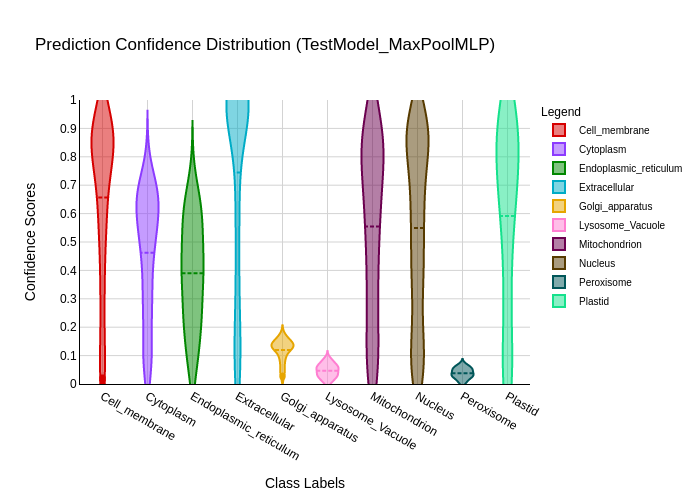 Prediction Confidence Distribution (TestModel_MaxPoolMLP)
Confidence Scores
1
0.9
0.8
0.7
0.6
0.5
0.4
0.3
0.2
0.1
0
Cell_membrane
Cytoplasm
Endoplasmic_reticulum
Extracellular
Golgi_apparatus
Lysosome_Vacuole
Mitochondrion
Nucleus
Peroxisome
Plastid
Class Labels
Legend
Cell_membrane
Cytoplasm
Endoplasmic_reticulum
Extracellular
Golgi_apparatus
Lysosome_Vacuole
Mitochondrion
Nucleus
Peroxisome
Plastid